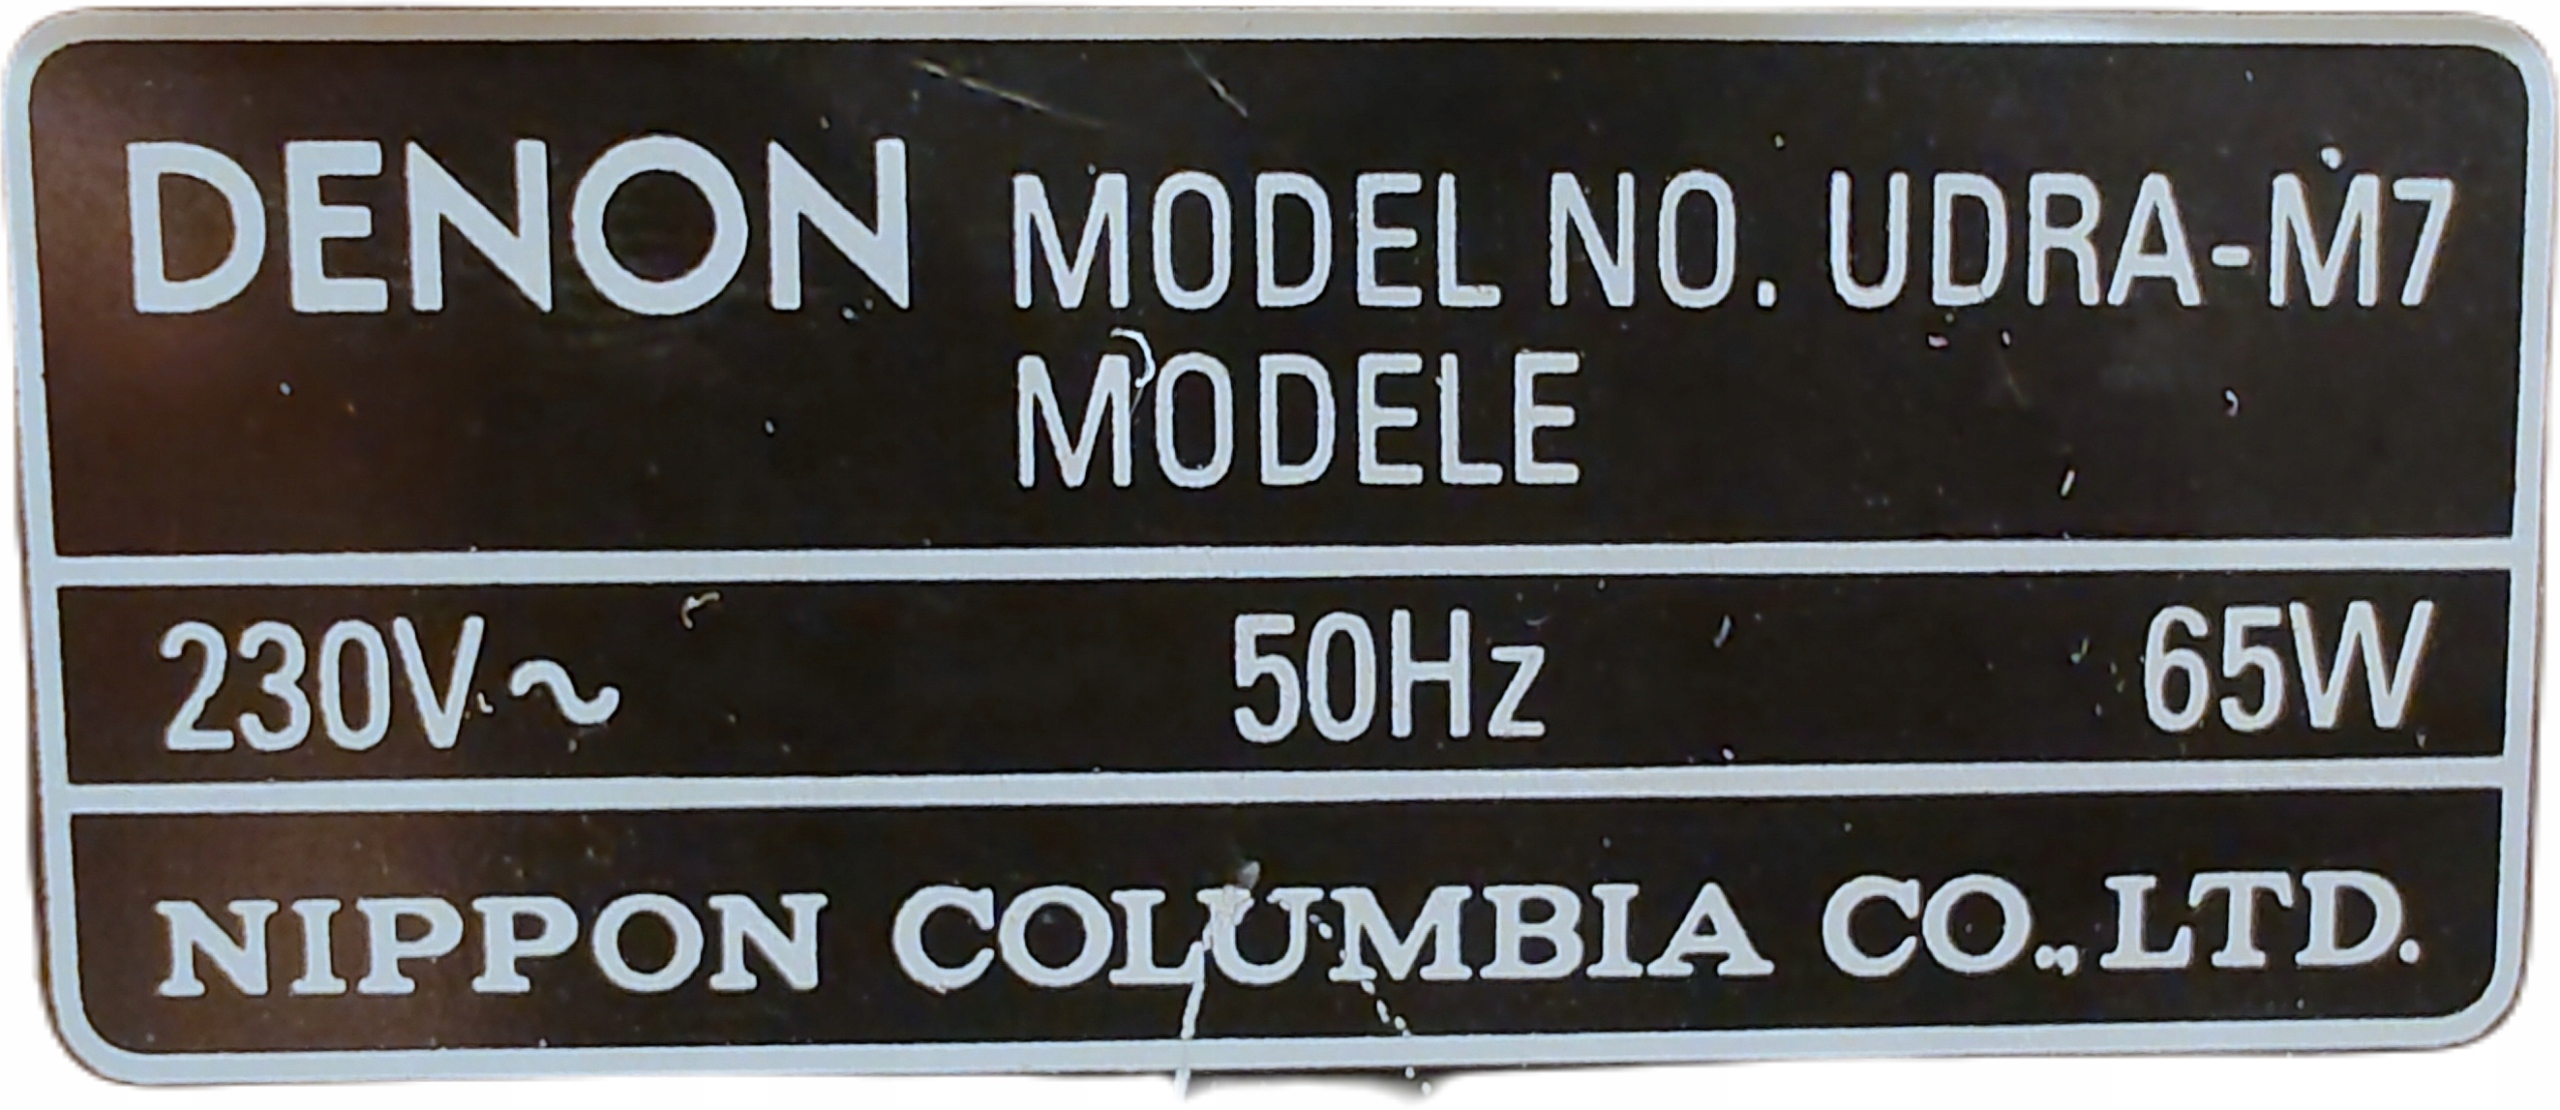 DENON MODEL NO. UDRA-M7
MODELE
230V~ 50Hz 65W
NIPPON COLUMBIA CO.,LTD.